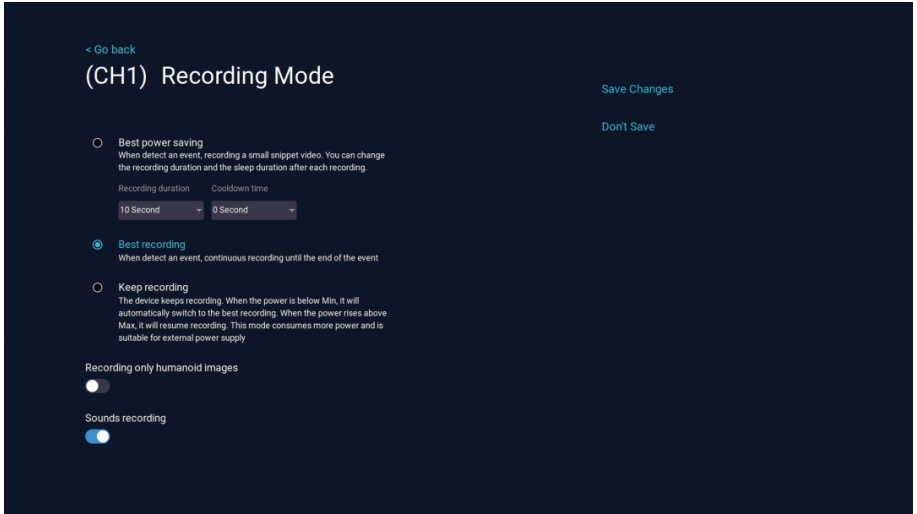 < Go back
(CH1) Recording Mode
Save Changes
Don't Save
Best power saving
When detect an event, recording a small snippet video. You can change
the recording duration and the sleep duration after each recording.
Recording duration Cooldown time
10 Second 0 Second
Best recording
When detect an event, continuous recording until the end of the event
Keep recording
The device keeps recording. When the power is below Min, it will
automatically switch to the best recording. When the power rises above
Max, it will resume recording. This mode consumes more power and is
suitable for external power supply
Recording only humanoid images
Sounds recording